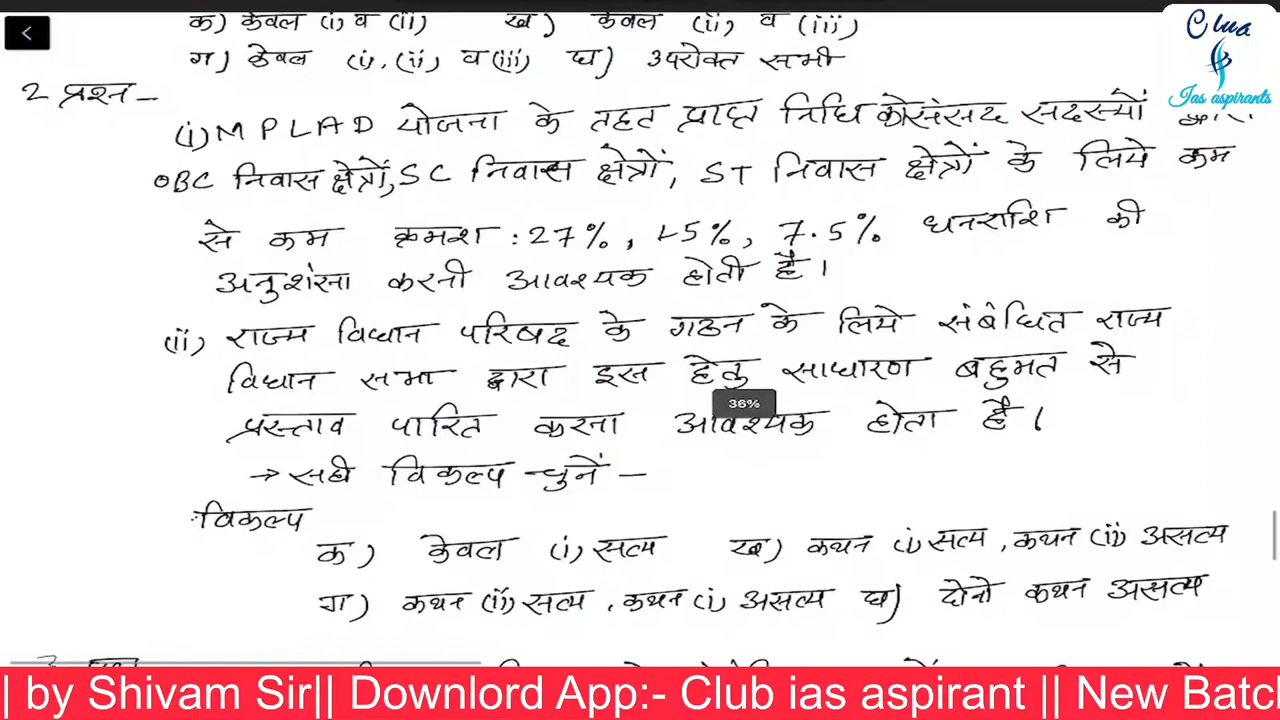 क) केवल (i) व (ii) ख) केवल (ii) व (iii)
ग) केवल (i), (ii) व (iii) घ) उपरोक्त सभी
Club
Ias aspirants
2 प्रश्न -
(i) MPLAD योजना के तहत प्राप्त निधि को संसद सदस्यों
OBC निवास क्षेत्रों, SC निवास क्षेत्रों, ST निवास क्षेत्रों के लिये कम
से कम क्रमश : 27%, 15%, 7.5% धनराशि की
अनुशंसा करनी आवश्यक होती है।
(ii) राज्य विधान परिषद के गठन के लिये संबंधित राज्य
विधान सभा द्वारा इस हेतु साधारण बहुमत से
36%
प्रस्ताव पारित करना आवश्यक होता है।
→ सही विकल्प चुनें -
विकल्प
क) केवल (i) सत्य ख) कथन (i) सत्य, कथन (ii) असत्य
ग) कथन (ii) सत्य, कथन (i) असत्य घ) दोनो कथन असत्य
|| by Shivam Sir|| Downlord App:- Club ias aspirant || New Batc